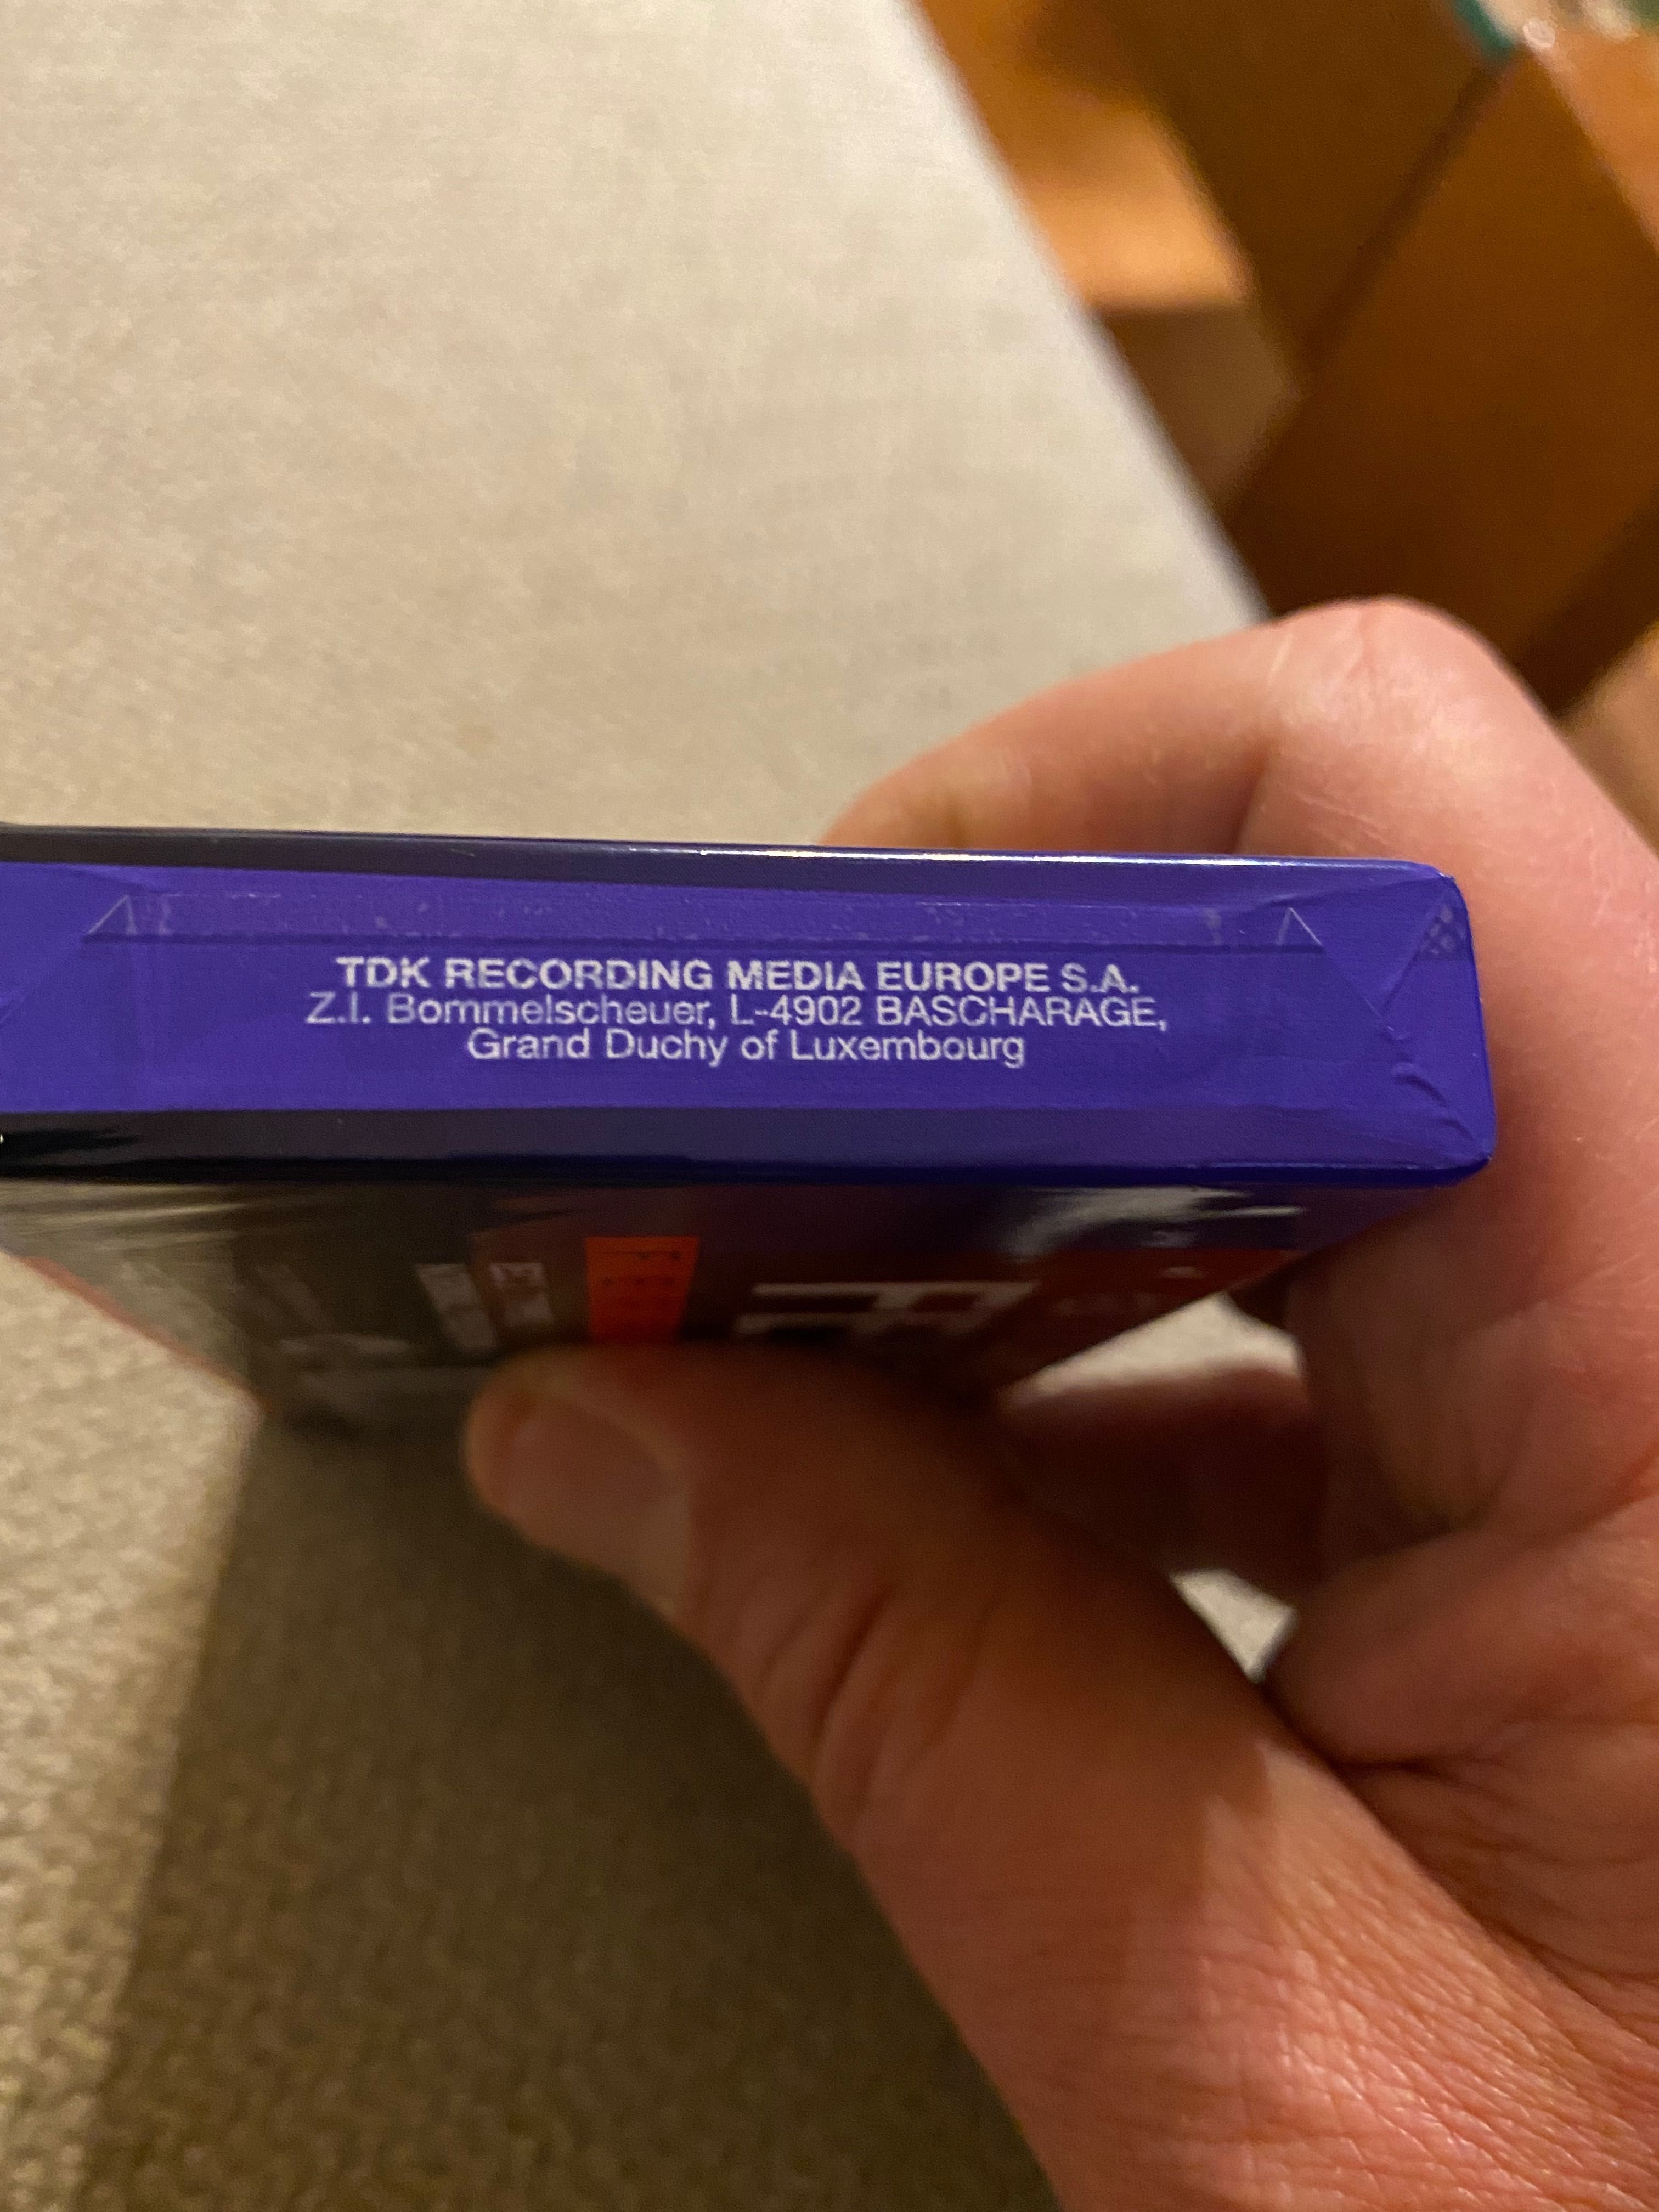 TDK RECORDING MEDIA EUROPE S.A.
Z.I. Bommelscheuer, L-4902 BASCHARAGE,
Grand Duchy of Luxembourg